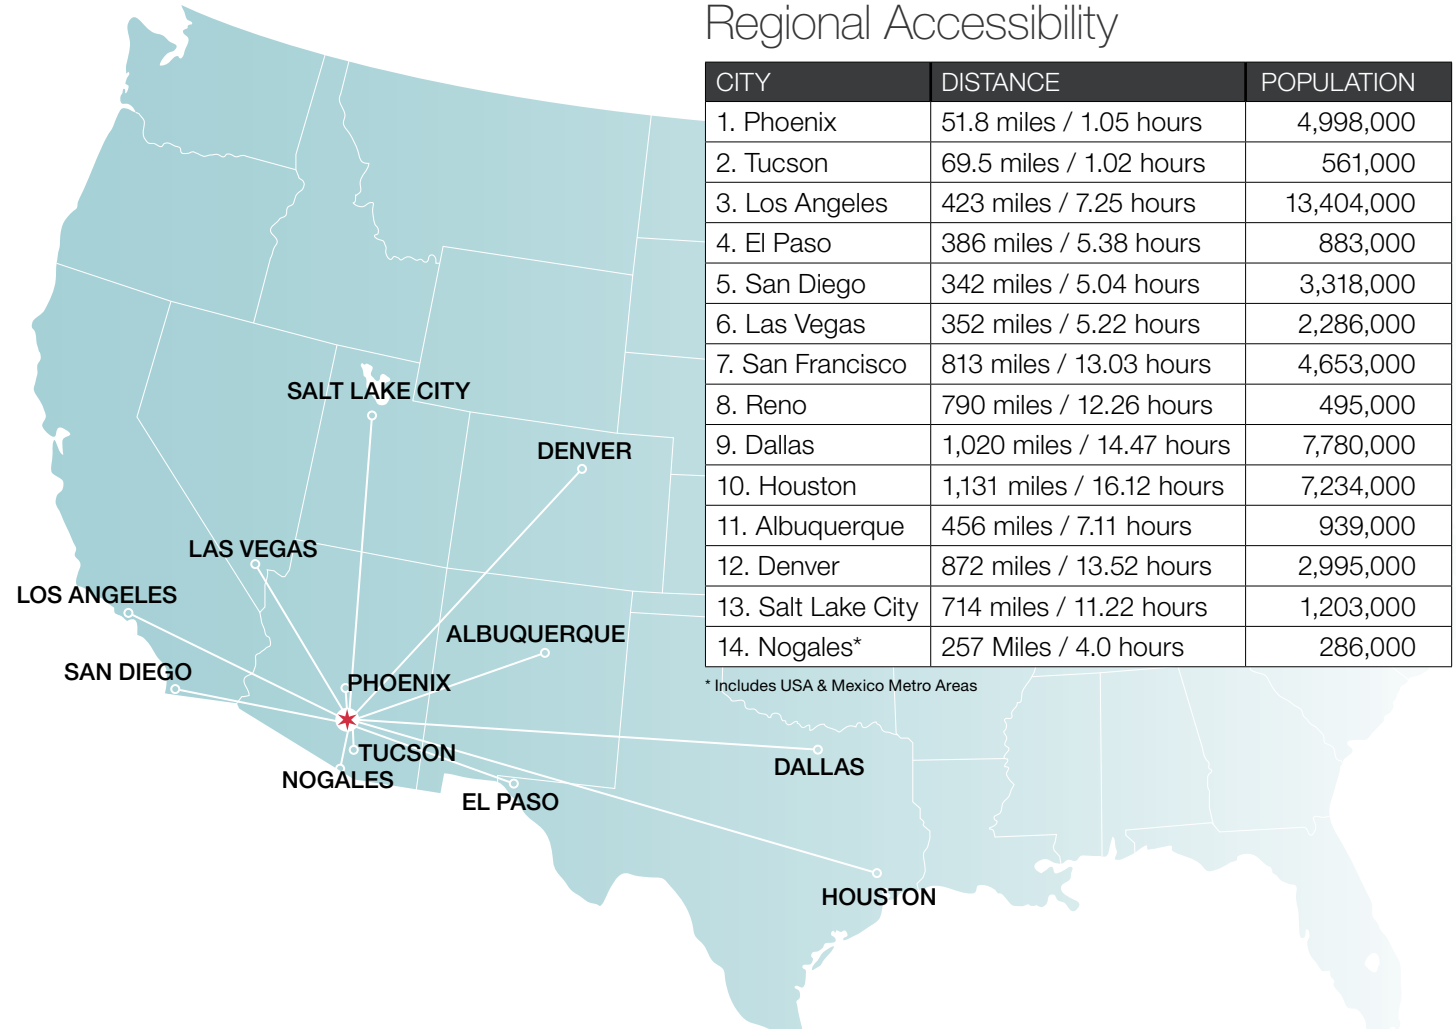 Regional Accessibility
CITY DISTANCE POPULATION
1. Phoenix 51.8 miles / 1.05 hours 4,998,000
2. Tucson 69.5 miles / 1.02 hours 561,000
3. Los Angeles 423 miles / 7.25 hours 13,404,000
4. El Paso 386 miles / 5.38 hours 883,000
5. San Diego 342 miles / 5.04 hours 3,318,000
6. Las Vegas 352 miles / 5.22 hours 2,286,000
7. San Francisco 813 miles / 13.03 hours 4,653,000
8. Reno 790 miles / 12.26 hours 495,000
9. Dallas 1,020 miles / 14.47 hours 7,780,000
10. Houston 1,131 miles / 16.12 hours 7,234,000
11. Albuquerque 456 miles / 7.11 hours 939,000
12. Denver 872 miles / 13.52 hours 2,995,000
13. Salt Lake City 714 miles / 11.22 hours 1,203,000
14. Nogales* 257 Miles / 4.0 hours 286,000
* Includes USA & Mexico Metro Areas
SALT LAKE CITY
DENVER
LAS VEGAS
LOS ANGELES
ALBUQUERQUE
SAN DIEGO
PHOENIX
TUCSON
DALLAS
NOGALES
EL PASO
HOUSTON